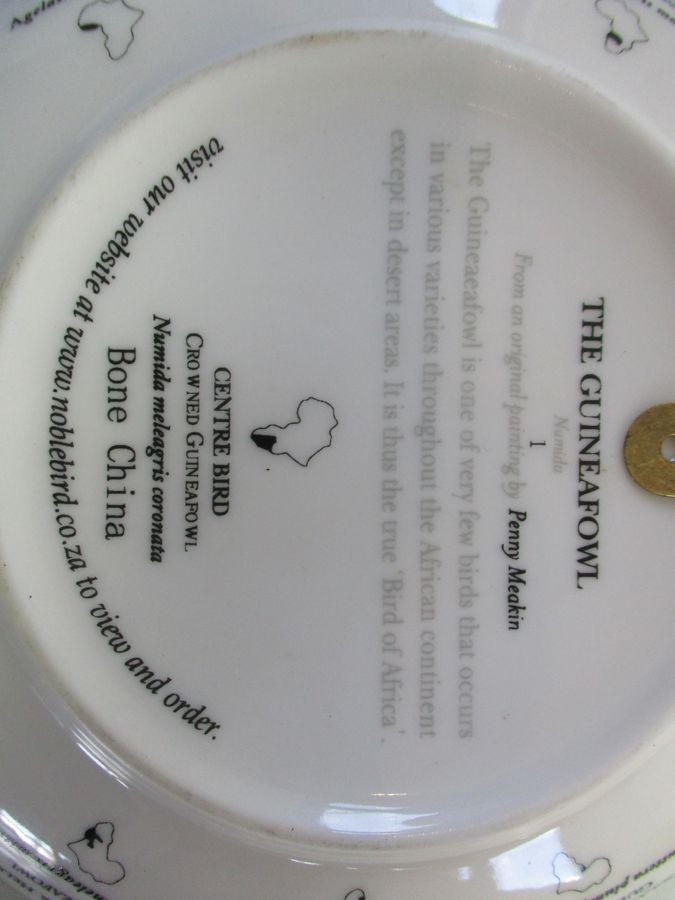 THE GUINEAFOWL
Numida
1
From an original painting by Penny Meakin
The Guineaeafowl is one of very few birds that occurs
in various varieties throughout the African continent
except in desert areas. It is thus the true 'Bird of Africa'.
CENTRE BIRD
CROWNED GUINEAFOWL
Numida meleagris coronata
Bone China
visit our website at www.noblebird.co.za to view and order.